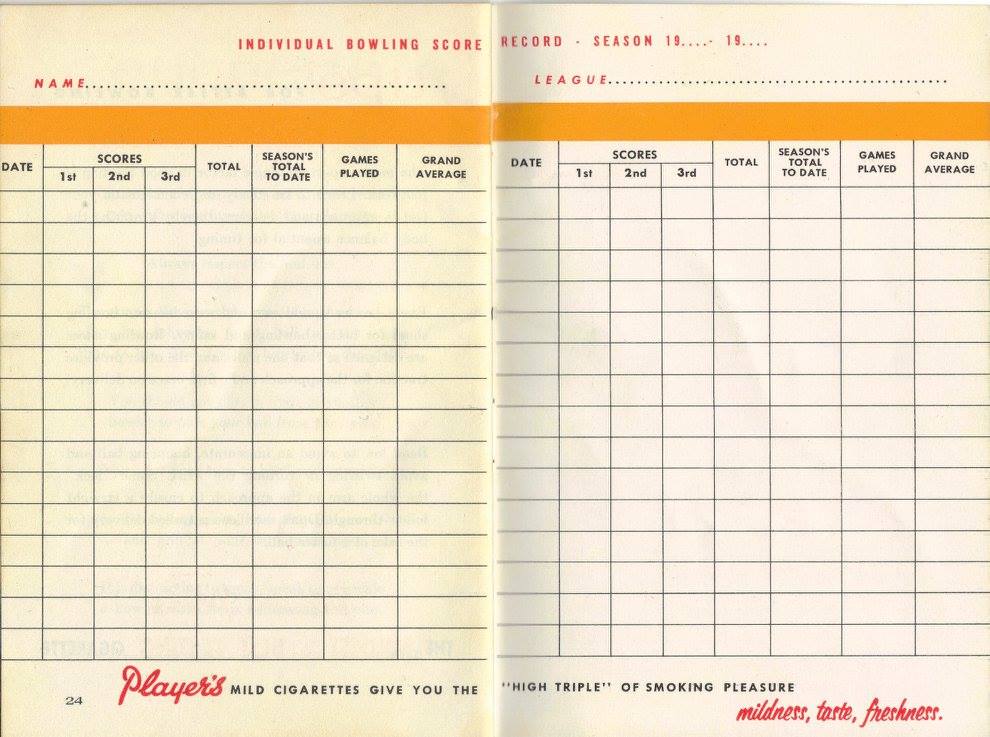 INDIVIDUAL BOWLING SCORE RECORD - SEASON 19....- 19....
NAME.......................................................... LEAGUE..........................................................
DATE SCORES TOTAL SEASON'S TOTAL TO DATE GAMES PLAYED GRAND AVERAGE
1st 2nd 3rd
DATE SCORES TOTAL SEASON'S TOTAL TO DATE GAMES PLAYED GRAND AVERAGE
1st 2nd 3rd
24 Player's MILD CIGARETTES GIVE YOU THE "HIGH TRIPLE" OF SMOKING PLEASURE
mildness, taste, freshness.